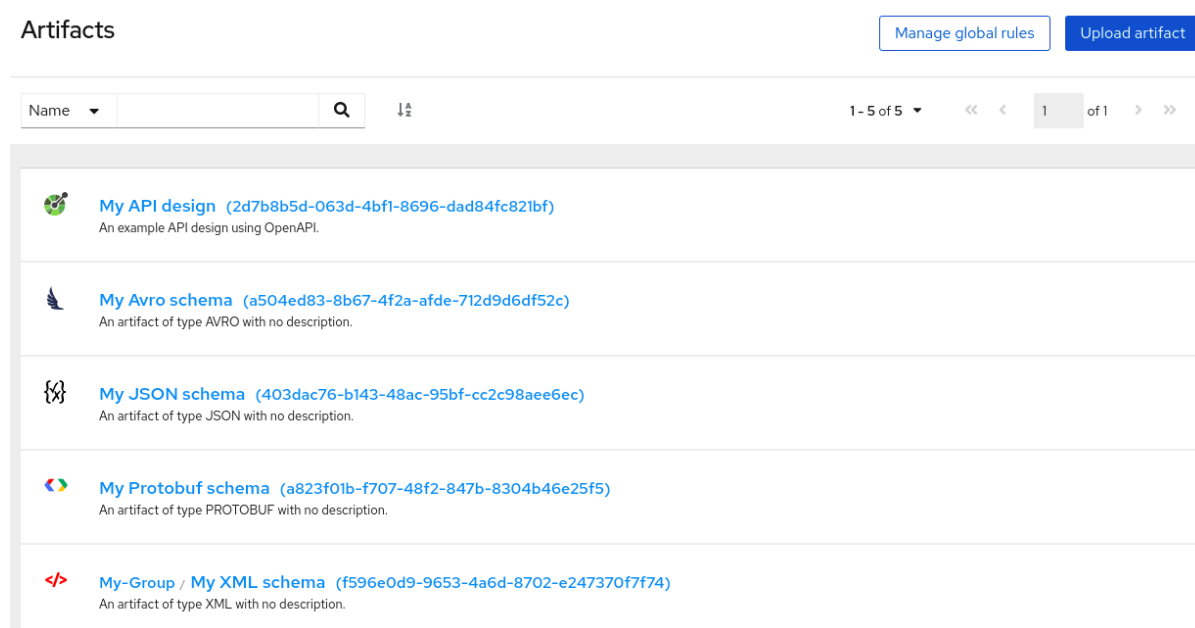 Artifacts
Manage global rules
Upload artifact
Name
1 - 5 of 5
1 of 1
My API design (2d7b8b5d-063d-4bf1-8696-dad84fc821bf)
An example API design using OpenAPI.
My Avro schema (a504ed83-8b67-4f2a-afde-712d9d6df52c)
An artifact of type AVRO with no description.
My JSON schema (403dac76-b143-48ac-95bf-cc2c98aee6ec)
An artifact of type JSON with no description.
My Protobuf schema (a823f01b-f707-48f2-847b-8304b46e25f5)
An artifact of type PROTOBUF with no description.
My-Group / My XML schema (f596e0d9-9653-4a6d-8702-e247370f7f74)
An artifact of type XML with no description.